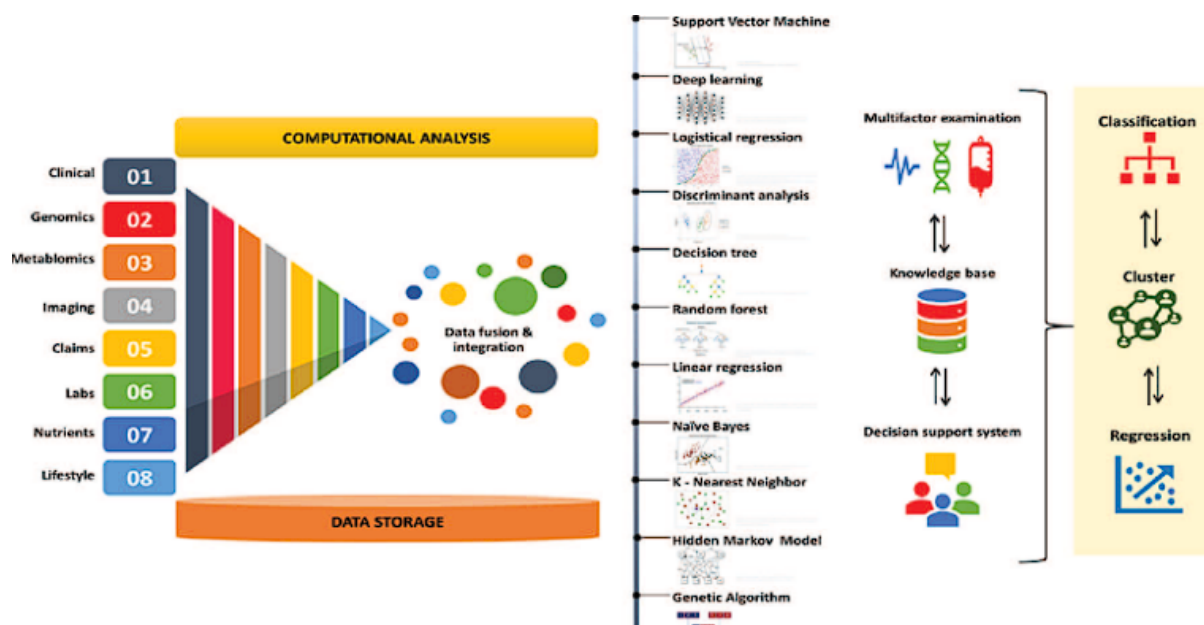 COMPUTATIONAL ANALYSIS
Clinical 01
Genomics 02
Metablomics 03
Imaging 04
Claims 05
Labs 06
Nutrients 07
Lifestyle 08
Data fusion &
integration
DATA STORAGE
Support Vector Machine
Deep learning
Logistical regression
Discriminant analysis
Decision tree
Random forest
Linear regression
Naïve Bayes
K - Nearest Neighbor
Hidden Markov Model
Genetic Algorithm
Multifactor examination
Knowledge base
Decision support system
Classification
Cluster
Regression